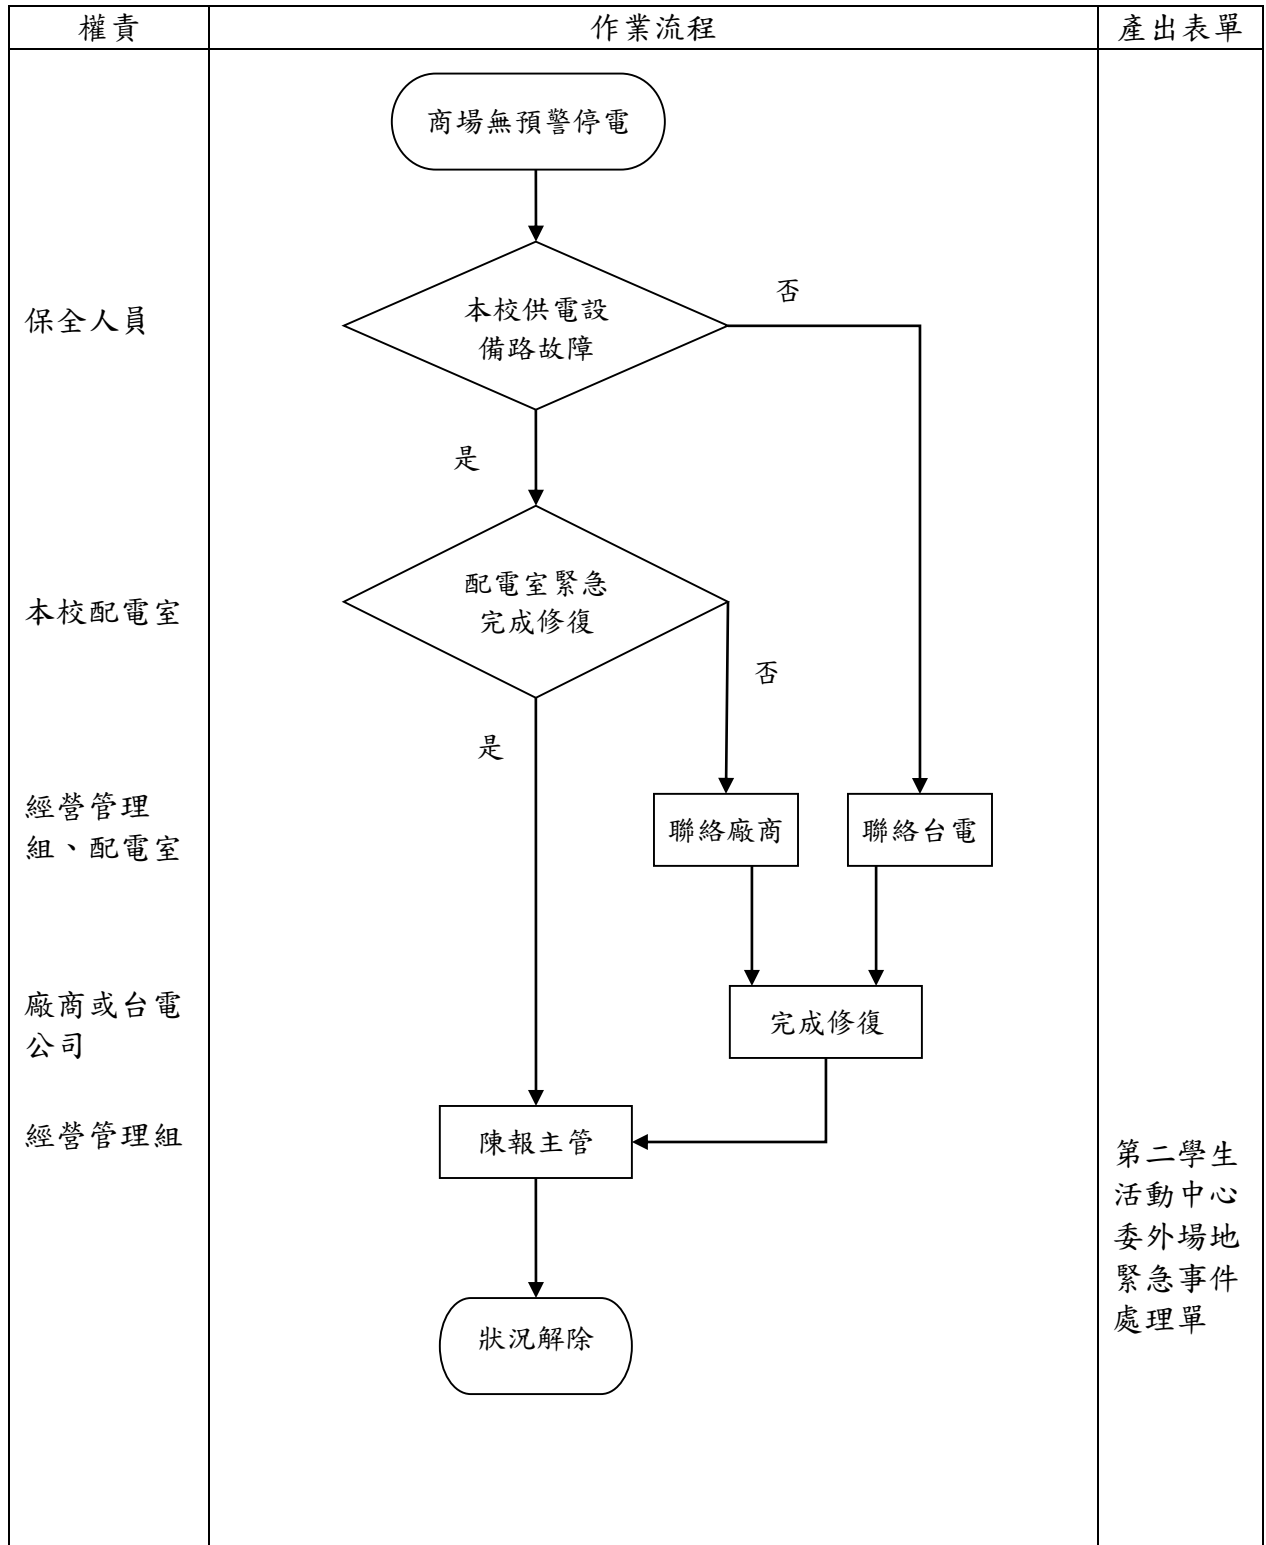 權責
作業流程
產出表單
商場無預警停電
保全人員
本校供電設
備路故障
否
是
本校配電室
配電室緊急
完成修復
否
是
經營管理
組、配電室
聯絡廠商
聯絡台電
廠商或台電
公司
完成修復
經營管理組
陳報主管
第二學生
活動中心
委外場地
緊急事件
處理單
狀況解除